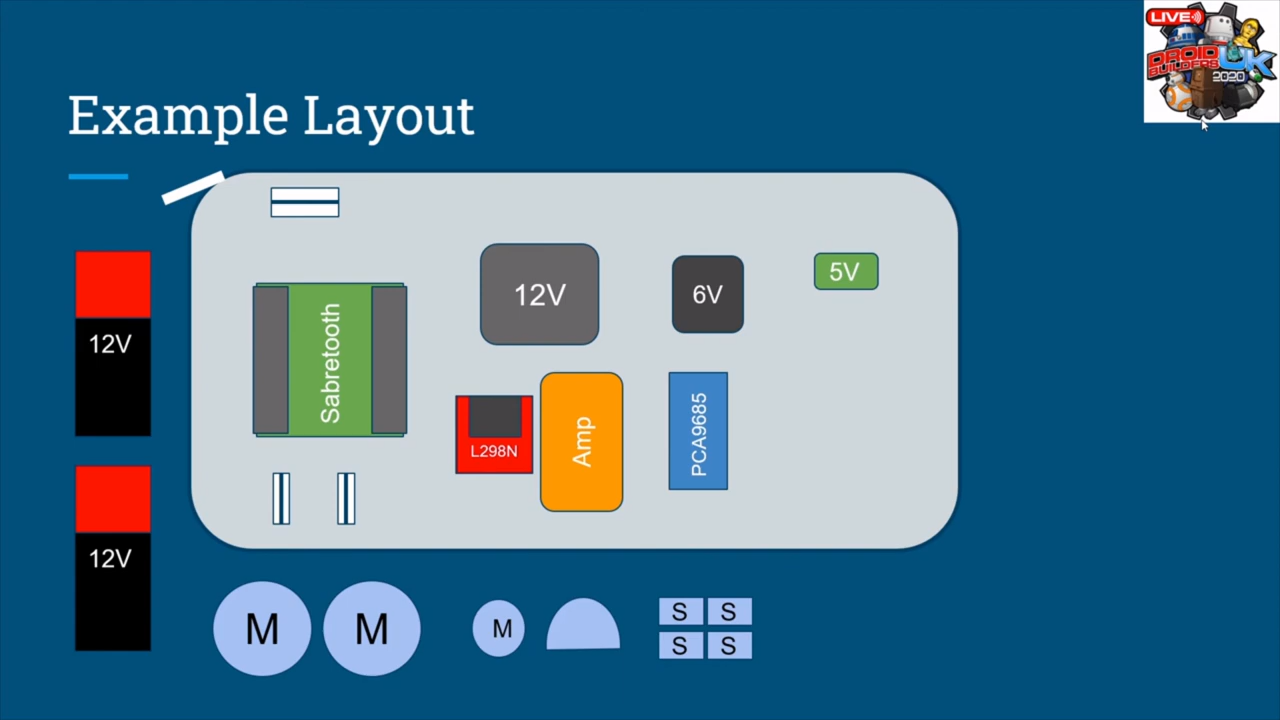 LIVE
DROID
BUILDERS UK
2020
Example Layout
12V
12V
Sabretooth
12V
6V
5V
L298N
Amp
PCA9685
M
M
M
S
S
S
S